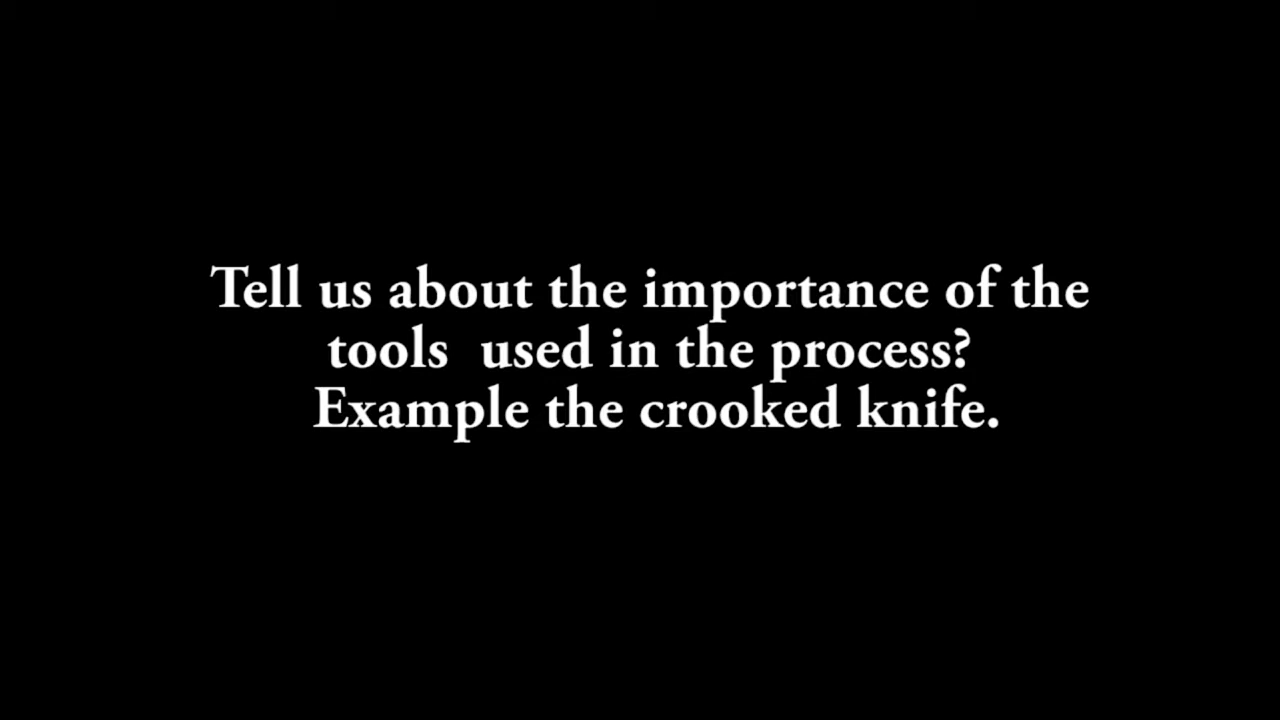 Tell us about the importance of the
tools  used in the process?
Example the crooked knife.